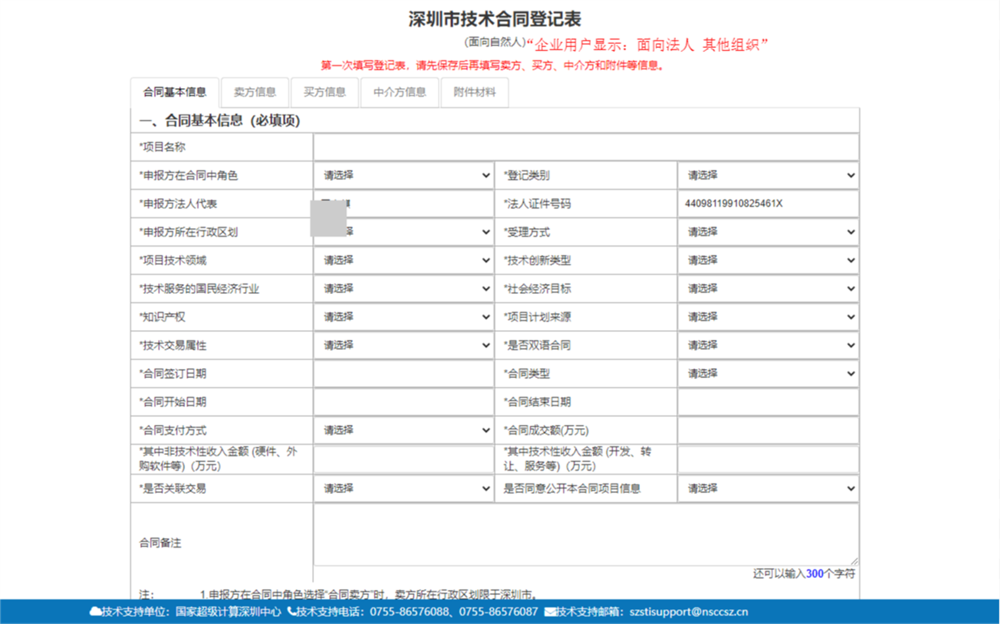 深圳市技术合同登记表
(面向自然人)“企业用户显示：面向法人 其他组织”
第一次填写登记表，请先保存后再填写卖方、买方、中介方和附件等信息。
合同基本信息 卖方信息 买方信息 中介方信息 附件材料
一、合同基本信息 (必填项)
*项目名称
*申报方在合同中角色 请选择 *登记类别 请选择
*申报方法人代表 *法人证件号码 44098119910825461X
*申报方所在行政区划 择 *受理方式 请选择
*项目技术领域 请选择 *技术创新类型 请选择
*技术服务的国民经济行业 请选择 *社会经济目标 请选择
*知识产权 请选择 *项目计划来源 请选择
*技术交易属性 请选择 *是否双语合同 请选择
*合同签订日期 *合同类型 请选择
*合同开始日期 *合同结束日期
*合同支付方式 请选择 *合同成交额(万元)
*其中非技术性收入金额 (硬件、外
购软件等)（万元）
*其中技术性收入金额 (开发、转
让、服务等)（万元）
*是否关联交易 请选择 是否同意公开本合同项目信息 请选择
合同备注
还可以输入300个字符
注： 1.申报方在合同中角色选择“合同卖方”时，卖方所在行政区划限于深圳市。
技术支持单位：国家超级计算深圳中心 技术支持电话：0755-86576088、0755-86576087 技术支持邮箱：szstisupport@nsccsz.cn